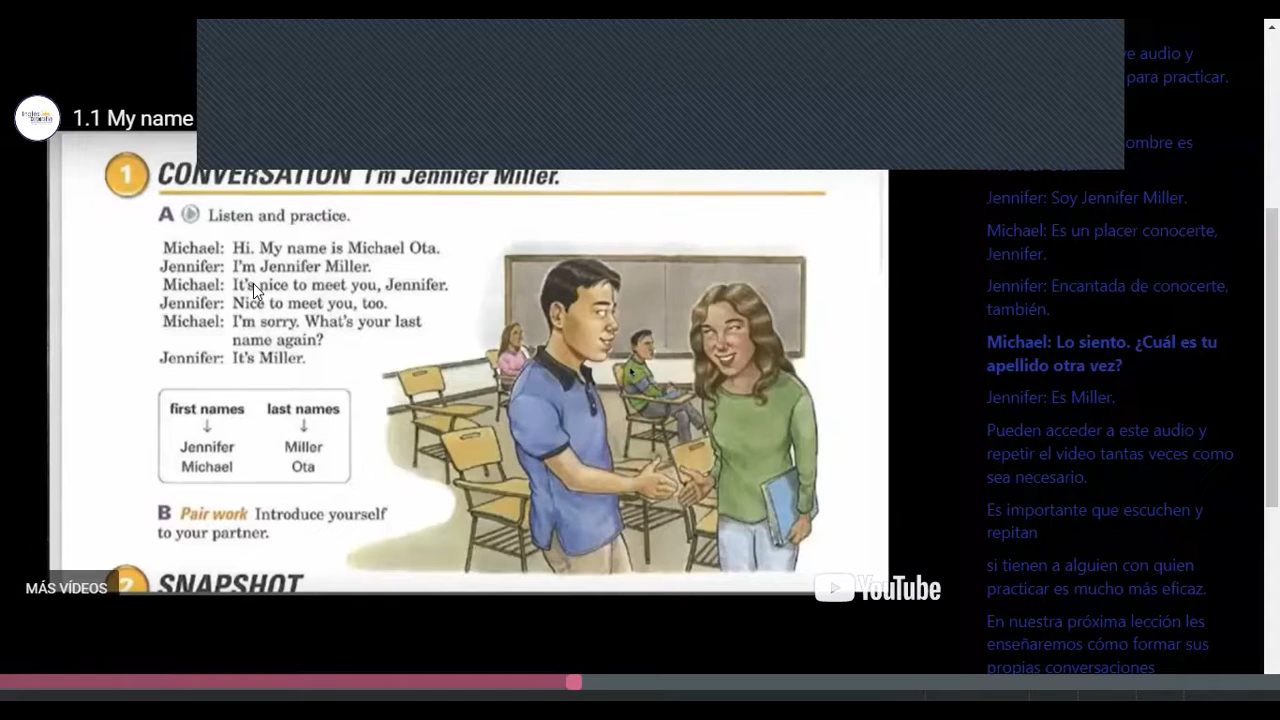 1.1 My name
1 CONVERSATION I'm Jennifer Miller.
A Listen and practice.
Michael: Hi. My name is Michael Ota.
Jennifer: I'm Jennifer Miller.
Michael: It's nice to meet you, Jennifer.
Jennifer: Nice to meet you, too.
Michael: I'm sorry. What's your last
name again?
Jennifer: It's Miller.
first names last names
↓ ↓
Jennifer Miller
Michael Ota
B Pair work Introduce yourself
to your partner.
2 SNAPSHOT
MÁS VÍDEOS
YouTube
audio y
para practicar.
es
Jennifer: Soy Jennifer Miller.
Michael: Es un placer conocerte,
Jennifer.
Jennifer: Encantada de conocerte,
también.
Michael: Lo siento. ¿Cuál es tu
apellido otra vez?
Jennifer: Es Miller.
Pueden acceder a este audio y
repetir el video tantas veces como
sea necesario.
Es importante que escuchen y
repitan
si tienen a alguien con quien
practicar es mucho más eficaz.
En nuestra próxima lección les
enseñaremos cómo formar sus
propias conversaciones